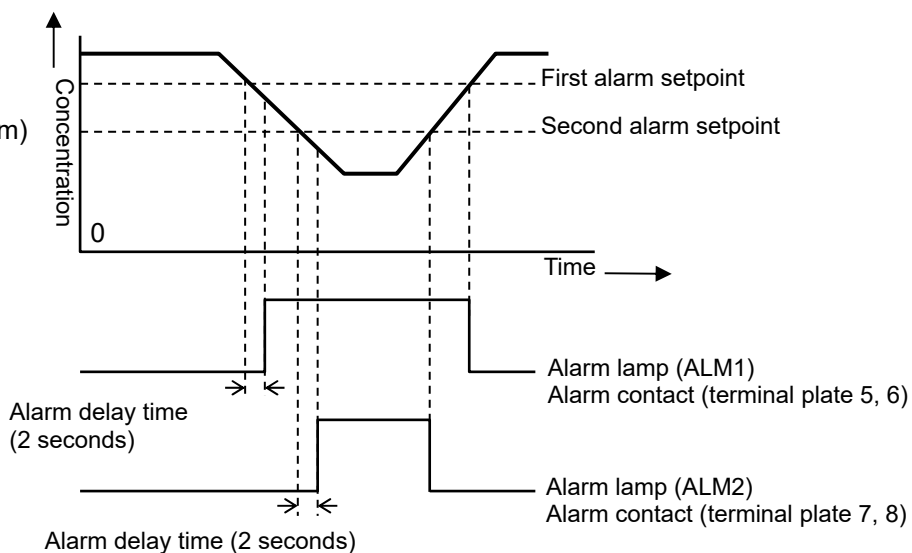 First alarm setpoint
Concentration
Second alarm setpoint
m)
0
Time
Alarm lamp (ALM1)
Alarm contact (terminal plate 5, 6)
Alarm delay time
(2 seconds)
Alarm lamp (ALM2)
Alarm contact (terminal plate 7, 8)
Alarm delay time (2 seconds)